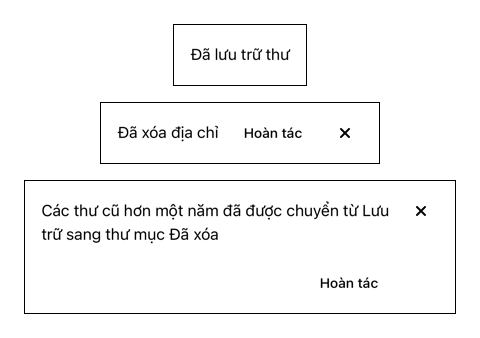 Đã lưu trữ thư
Đã xóa địa chỉ Hoàn tác
Các thư cũ hơn một năm đã được chuyển từ Lưu
trữ sang thư mục Đã xóa
Hoàn tác